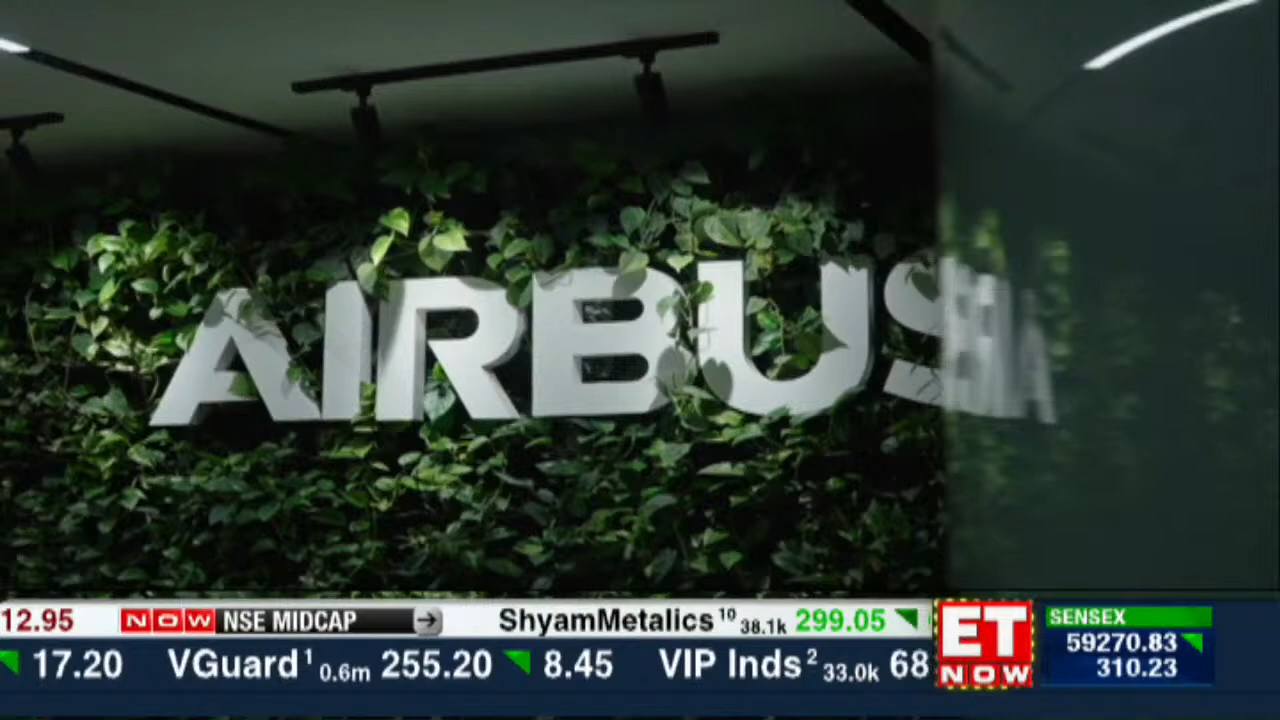 AIRBUS
12.95 NOW NSE MIDCAP ShyamMetalics 10 38.1k 299.05
17.20 VGuard 1 0.6m 255.20 8.45 VIP Inds 2 33.0k 68
ET
NOW
SENSEX
59270.83
310.23